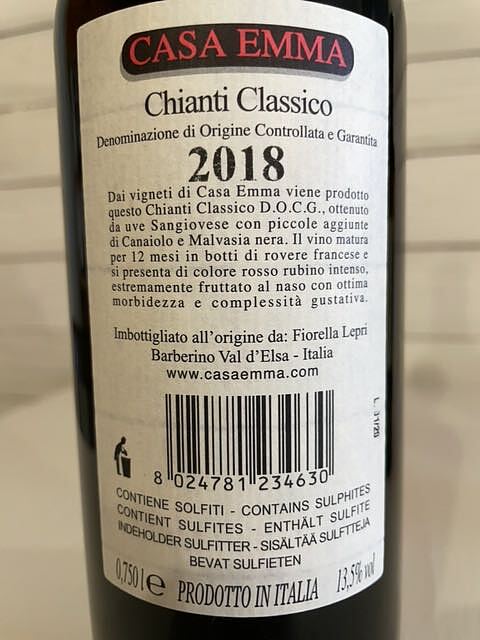 CASA EMMA
Chianti Classico
Denominazione di Origine Controllata e Garantita
2018
Dai vigneti di Casa Emma viene prodotto
questo Chianti Classico D.O.C.G., ottenuto
da uve Sangiovese con piccole aggiunte
di Canaiolo e Malvasia nera. Il vino matura
per 12 mesi in botti di rovere francese e
si presenta di colore rosso rubino intenso,
estremamente fruttato al naso con ottima
morbidezza e complessità gustativa.
Imbottigliato all'origine da: Fiorella Lepri
Barberino Val d'Elsa - Italia
www.casaemma.com
L. 31/20
8 024781 234630
CONTIENE SOLFITI - CONTAINS SULPHITES
CONTIENT SULFITES - ENTHÄLT SULFITE
INDEHOLDER SULFITTER - SISÄLTÄÄ SULFTTEJA
BEVAT SULFIETEN
0,750 l e PRODOTTO IN ITALIA 13,5% vol